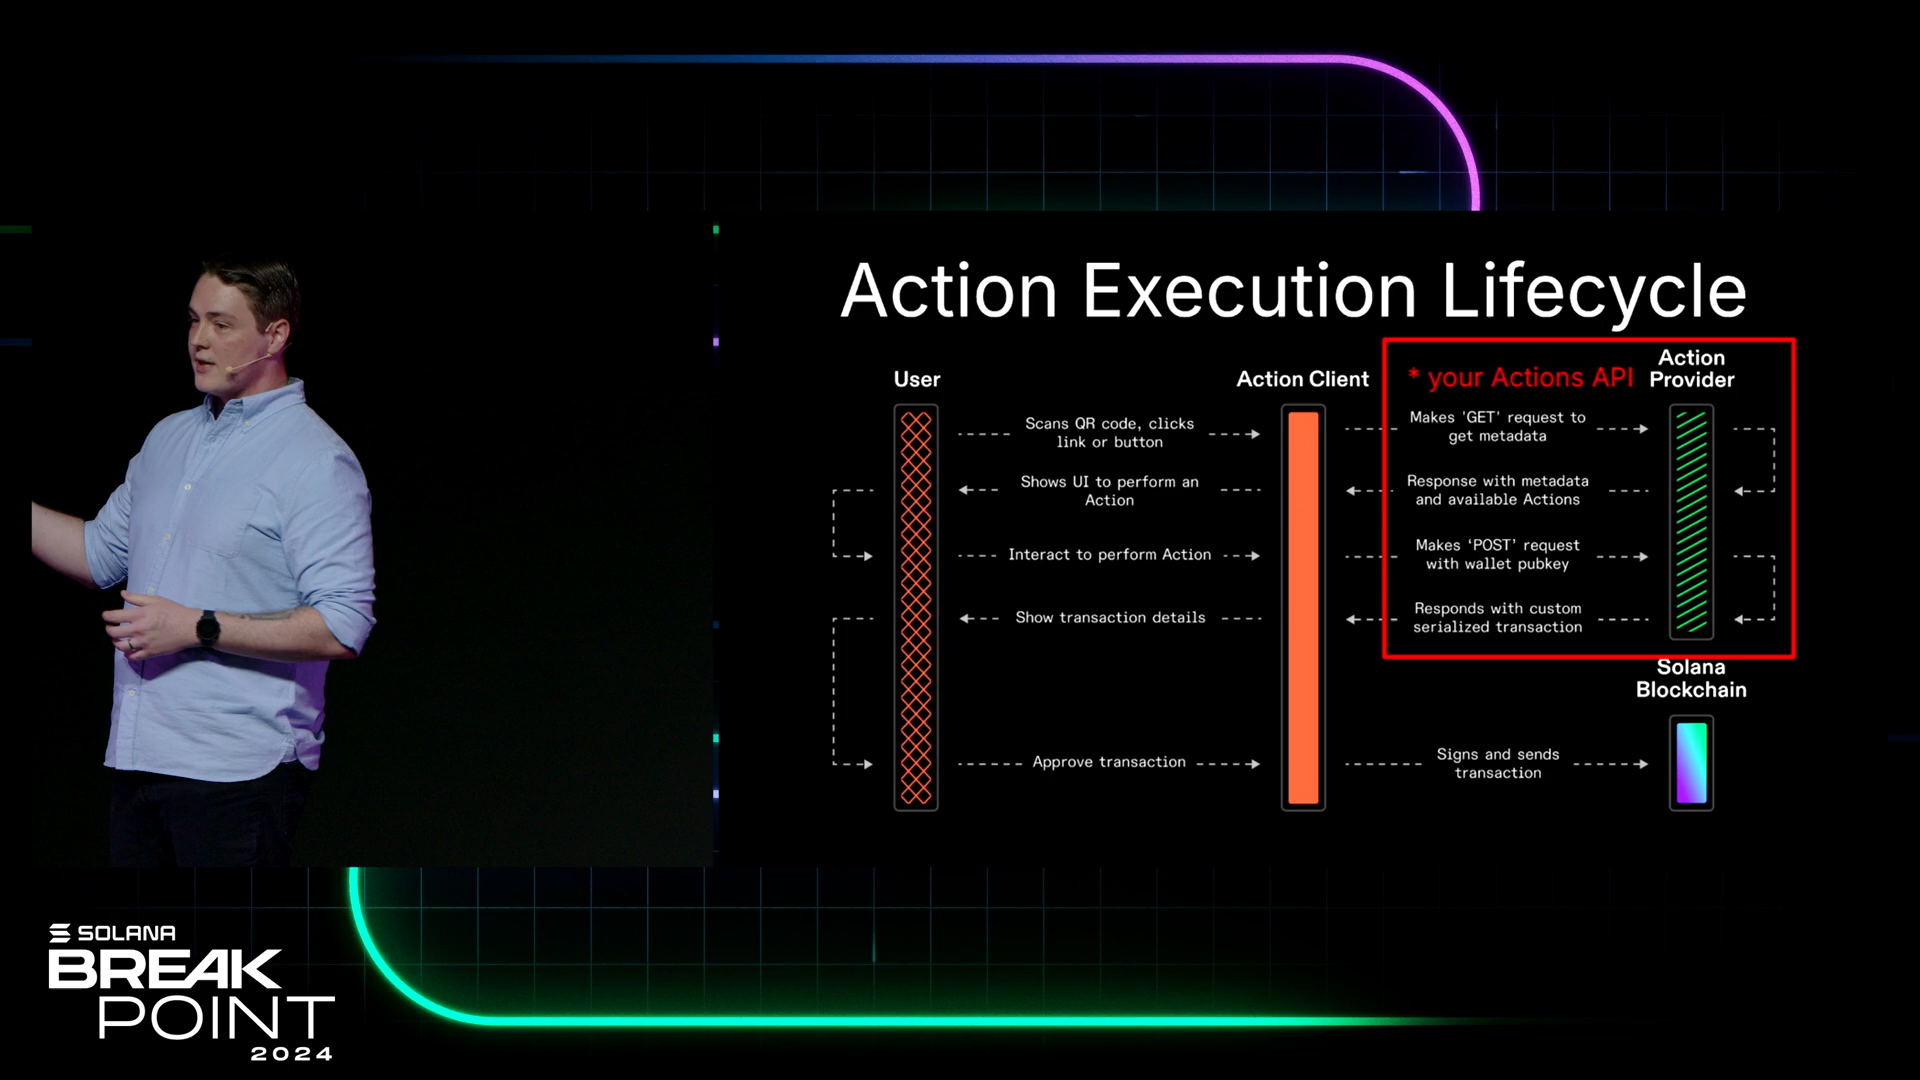 Action Execution Lifecycle
User
Action Client
* your Actions API
Action
Provider
Scans QR code, clicks
link or button
Makes 'GET' request to
get metadata
Shows UI to perform an
Action
Response with metadata
and available Actions
Interact to perform Action
Makes ‘POST’ request
with wallet pubkey
Show transaction details
Responds with custom
serialized transaction
Solana
Blockchain
Approve transaction
Signs and sends
transaction
SOLANA
BREAK
POINT
2024